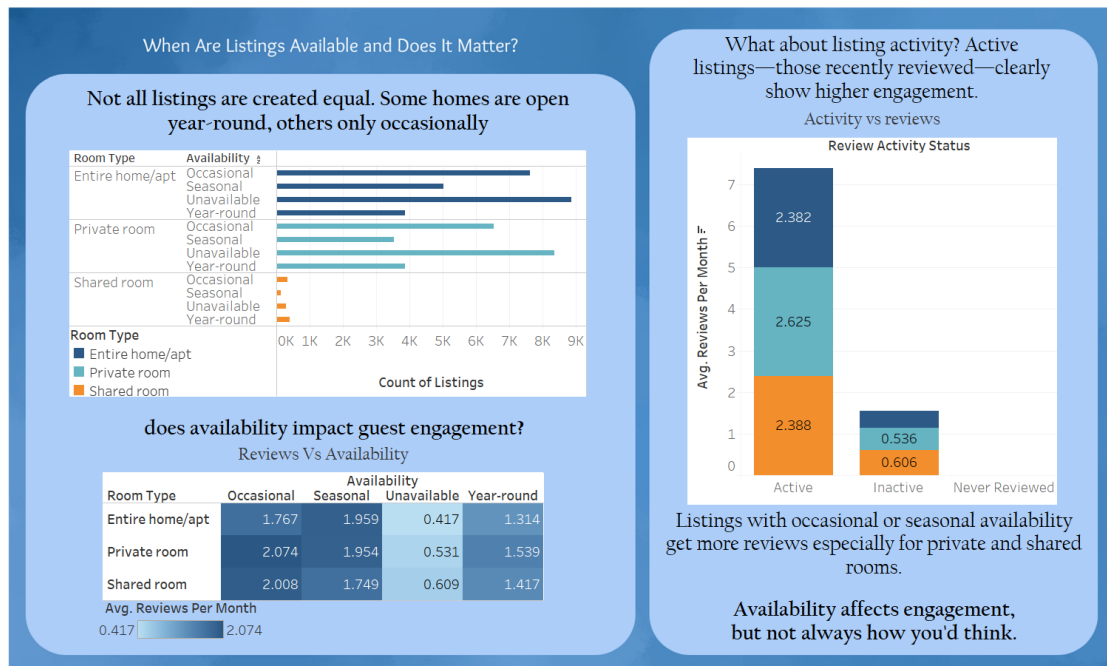 When Are Listings Available and Does It Matter?
Not all listings are created equal. Some homes are open
year-round, others only occasionally
Room Type Availability
Entire home/apt Occasional
Seasonal
Unavailable
Year-round
Private room Occasional
Seasonal
Unavailable
Year-round
Shared room Occasional
Seasonal
Unavailable
Year-round
0K 1K 2K 3K 4K 5K 6K 7K 8K 9K
Count of Listings
Room Type
Entire home/apt
Private room
Shared room
does availability impact guest engagement?
Reviews Vs Availability
Availability
Room Type Occasional Seasonal Unavailable Year-round
Entire home/apt 1.767 1.959 0.417 1.314
Private room 2.074 1.954 0.531 1.539
Shared room 2.008 1.749 0.609 1.417
Avg. Reviews Per Month
0.417 2.074
What about listing activity? Active
listings—those recently reviewed—clearly
show higher engagement.
Activity vs reviews
Review Activity Status
Avg. Reviews Per Month
7
6
5
4
3
2
1
0
2.382
2.625
2.388
0.536
0.606
Active Inactive Never Reviewed
Listings with occasional or seasonal availability
get more reviews especially for private and shared
rooms.
Availability affects engagement,
but not always how you'd think.